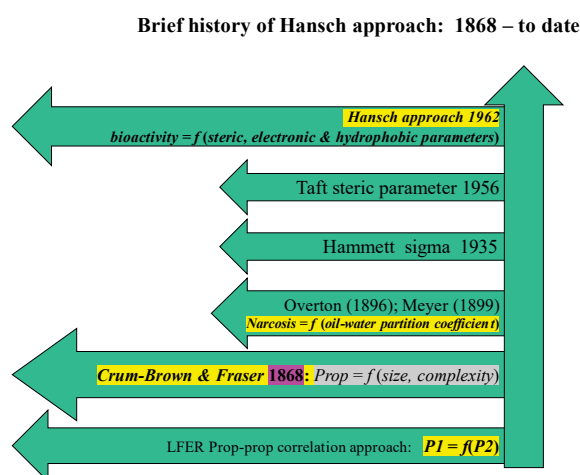 Brief history of Hansch approach: 1868 – to date
Hansch approach 1962
bioactivity = f (steric, electronic & hydrophobic parameters)
Taft steric parameter 1956
Hammett sigma 1935
Overton (1896); Meyer (1899)
Narcosis = f (oil-water partition coefficient)
Crum-Brown & Fraser 1868: Prop = f (size, complexity)
LFER Prop-prop correlation approach: P1 = f(P2)